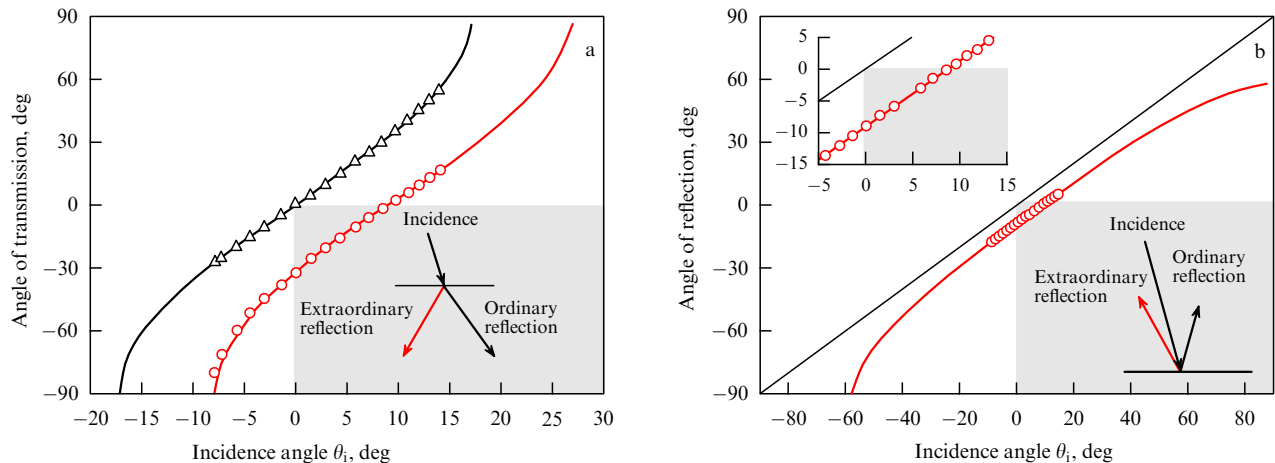 90
60
30
0
−30
−60
−90
Angle of transmission, deg
a
Incidence
Extraordinary
reflection
Ordinary
reflection
−20 −15 −10 −5 0 5 10 15 20 25 30
Incidence angle θi, deg
90
60
30
0
−30
−60
−90
Angle of reflection, deg
b
5
0
−5
−10
−15
−5 0 5 10 15
Incidence
Ordinary
reflection
Extraordinary
reflection
−80 −60 −40 −20 0 20 40 60 80
Incidence angle θi, deg